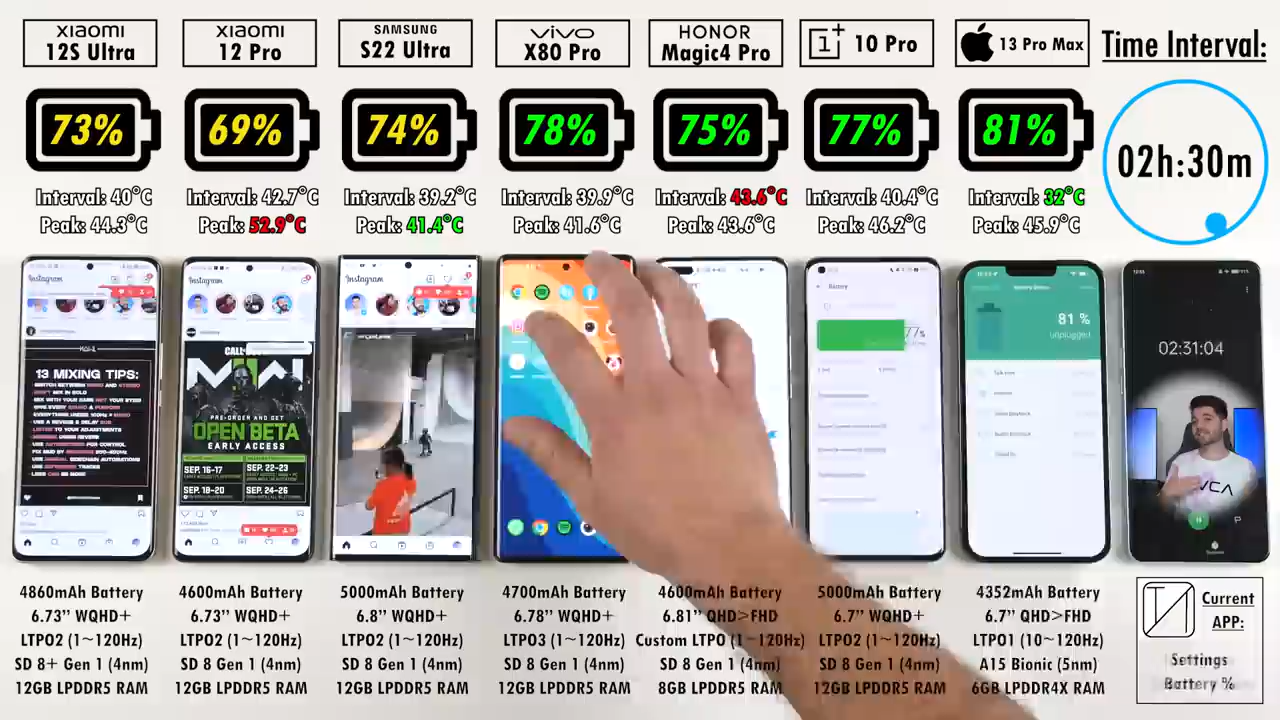 XIAOMI
12S Ultra
XIAOMI
12 Pro
SAMSUNG
S22 Ultra
vivo
X80 Pro
HONOR
Magic4 Pro
1+ 10 Pro
13 Pro Max
Time Interval:
73%
69%
74%
78%
75%
77%
81%
02h:30m
Interval: 40°C
Peak: 44.3°C
Interval: 42.7°C
Peak: 52.9°C
Interval: 39.2°C
Peak: 41.4°C
Interval: 39.9°C
Peak: 41.6°C
Interval: 43.6°C
Peak: 43.6°C
Interval: 40.4°C
Peak: 46.2°C
Interval: 32°C
Peak: 45.9°C
Instagram
13 MIXING TIPS:
Instagram
CALL OF DUTY
MW
PRE-ORDER AND GET
OPEN BETA
EARLY ACCESS
SEP. 16-17
SEP. 22-23
SEP. 18-20
SEP. 24-26
Instagram
Battery
77%
81 %
unplugged
02:31:04
4860mAh Battery
6.73’’ WQHD+
LTPO2 (1~120Hz)
SD 8+ Gen 1 (4nm)
12GB LPDDR5 RAM
4600mAh Battery
6.73’’ WQHD+
LTPO2 (1~120Hz)
SD 8 Gen 1 (4nm)
12GB LPDDR5 RAM
5000mAh Battery
6.8’’ WQHD+
LTPO2 (1~120Hz)
SD 8 Gen 1 (4nm)
12GB LPDDR5 RAM
4700mAh Battery
6.78’’ WQHD+
LTPO3 (1~120Hz)
SD 8 Gen 1 (4nm)
12GB LPDDR5 RAM
4600mAh Battery
6.81’’ QHD>FHD
Custom LTPO (1~120Hz)
SD 8 Gen 1 (4nm)
8GB LPDDR5 RAM
5000mAh Battery
6.7’’ WQHD+
LTPO2 (1~120Hz)
SD 8 Gen 1 (4nm)
12GB LPDDR5 RAM
4352mAh Battery
6.7’’ QHD>FHD
LTPO1 (10~120Hz)
A15 Bionic (5nm)
6GB LPDDR4X RAM
Current
APP:
Settings
Battery %